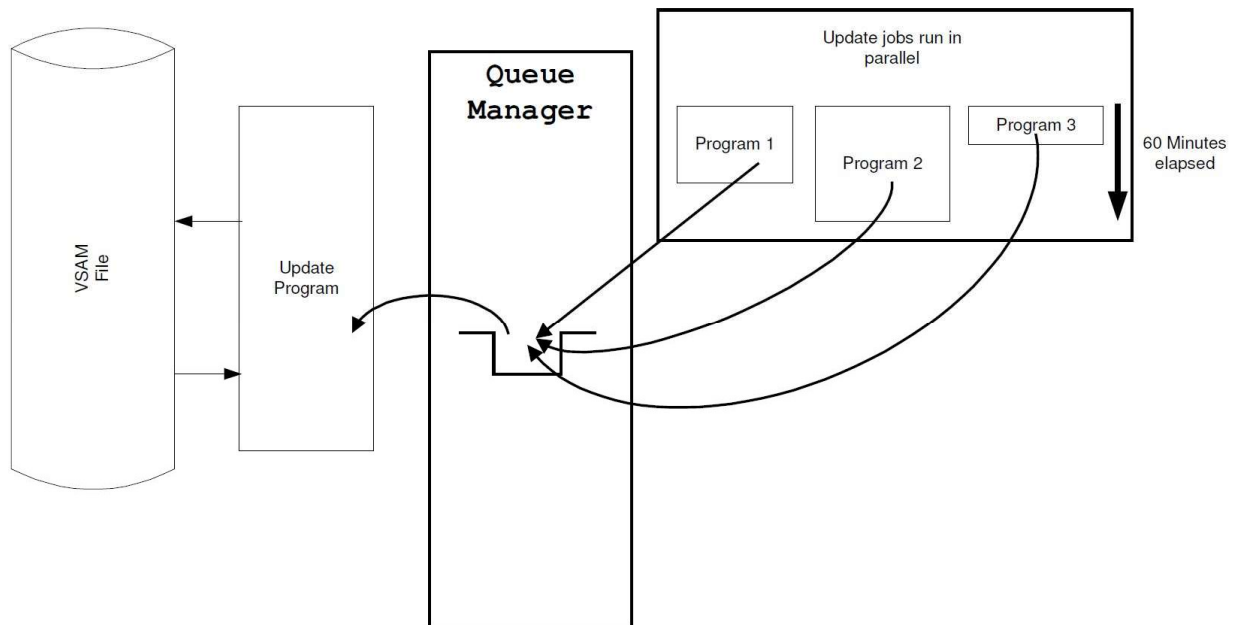 Update jobs run in
parallel
Queue
Manager
Program 1
Program 2
Program 3
60 Minutes
elapsed
VSAM
File
Update
Program